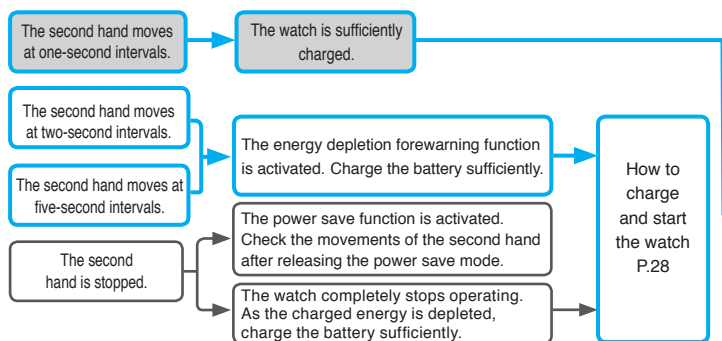 The second hand moves
at one-second intervals.
The watch is sufficiently
charged.
The second hand moves
at two-second intervals.
The second hand moves at
five-second intervals.
The energy depletion forewarning function
is activated. Charge the battery sufficiently.
The second
hand is stopped.
The power save function is activated.
Check the movements of the second hand
after releasing the power save mode.
The watch completely stops operating.
As the charged energy is depleted,
charge the battery sufficiently.
How to
charge
and start
the watch
P.28